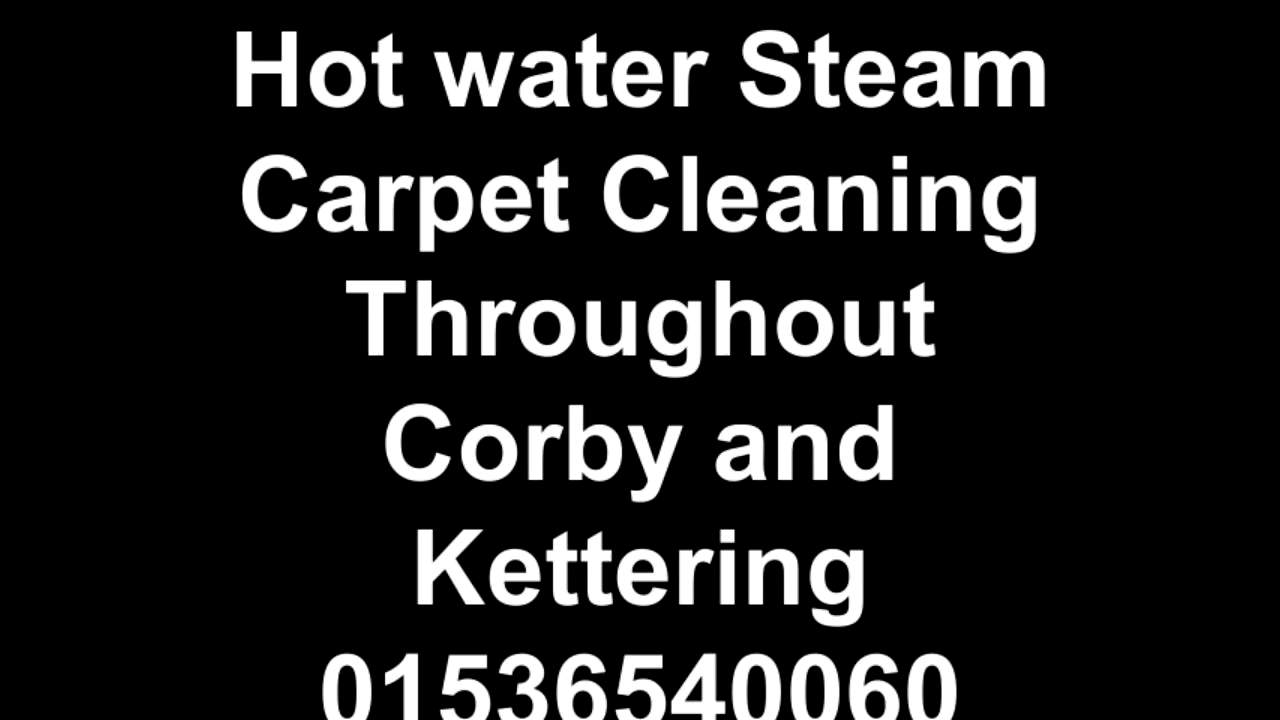 Hot water Steam
Carpet Cleaning
Throughout
Corby and
Kettering
01536540060